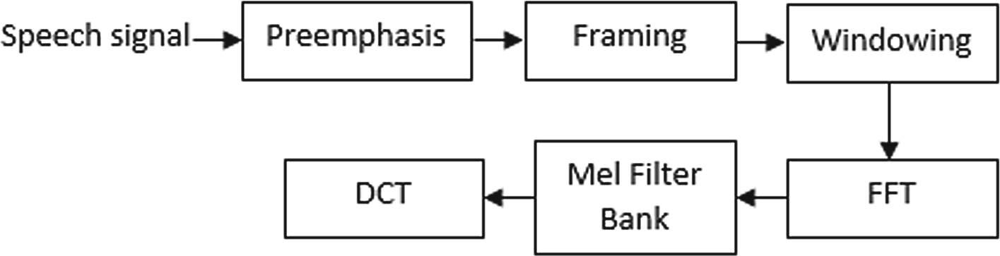 Speech signal
Preemphasis
Framing
Windowing
FFT
Mel Filter
Bank
DCT